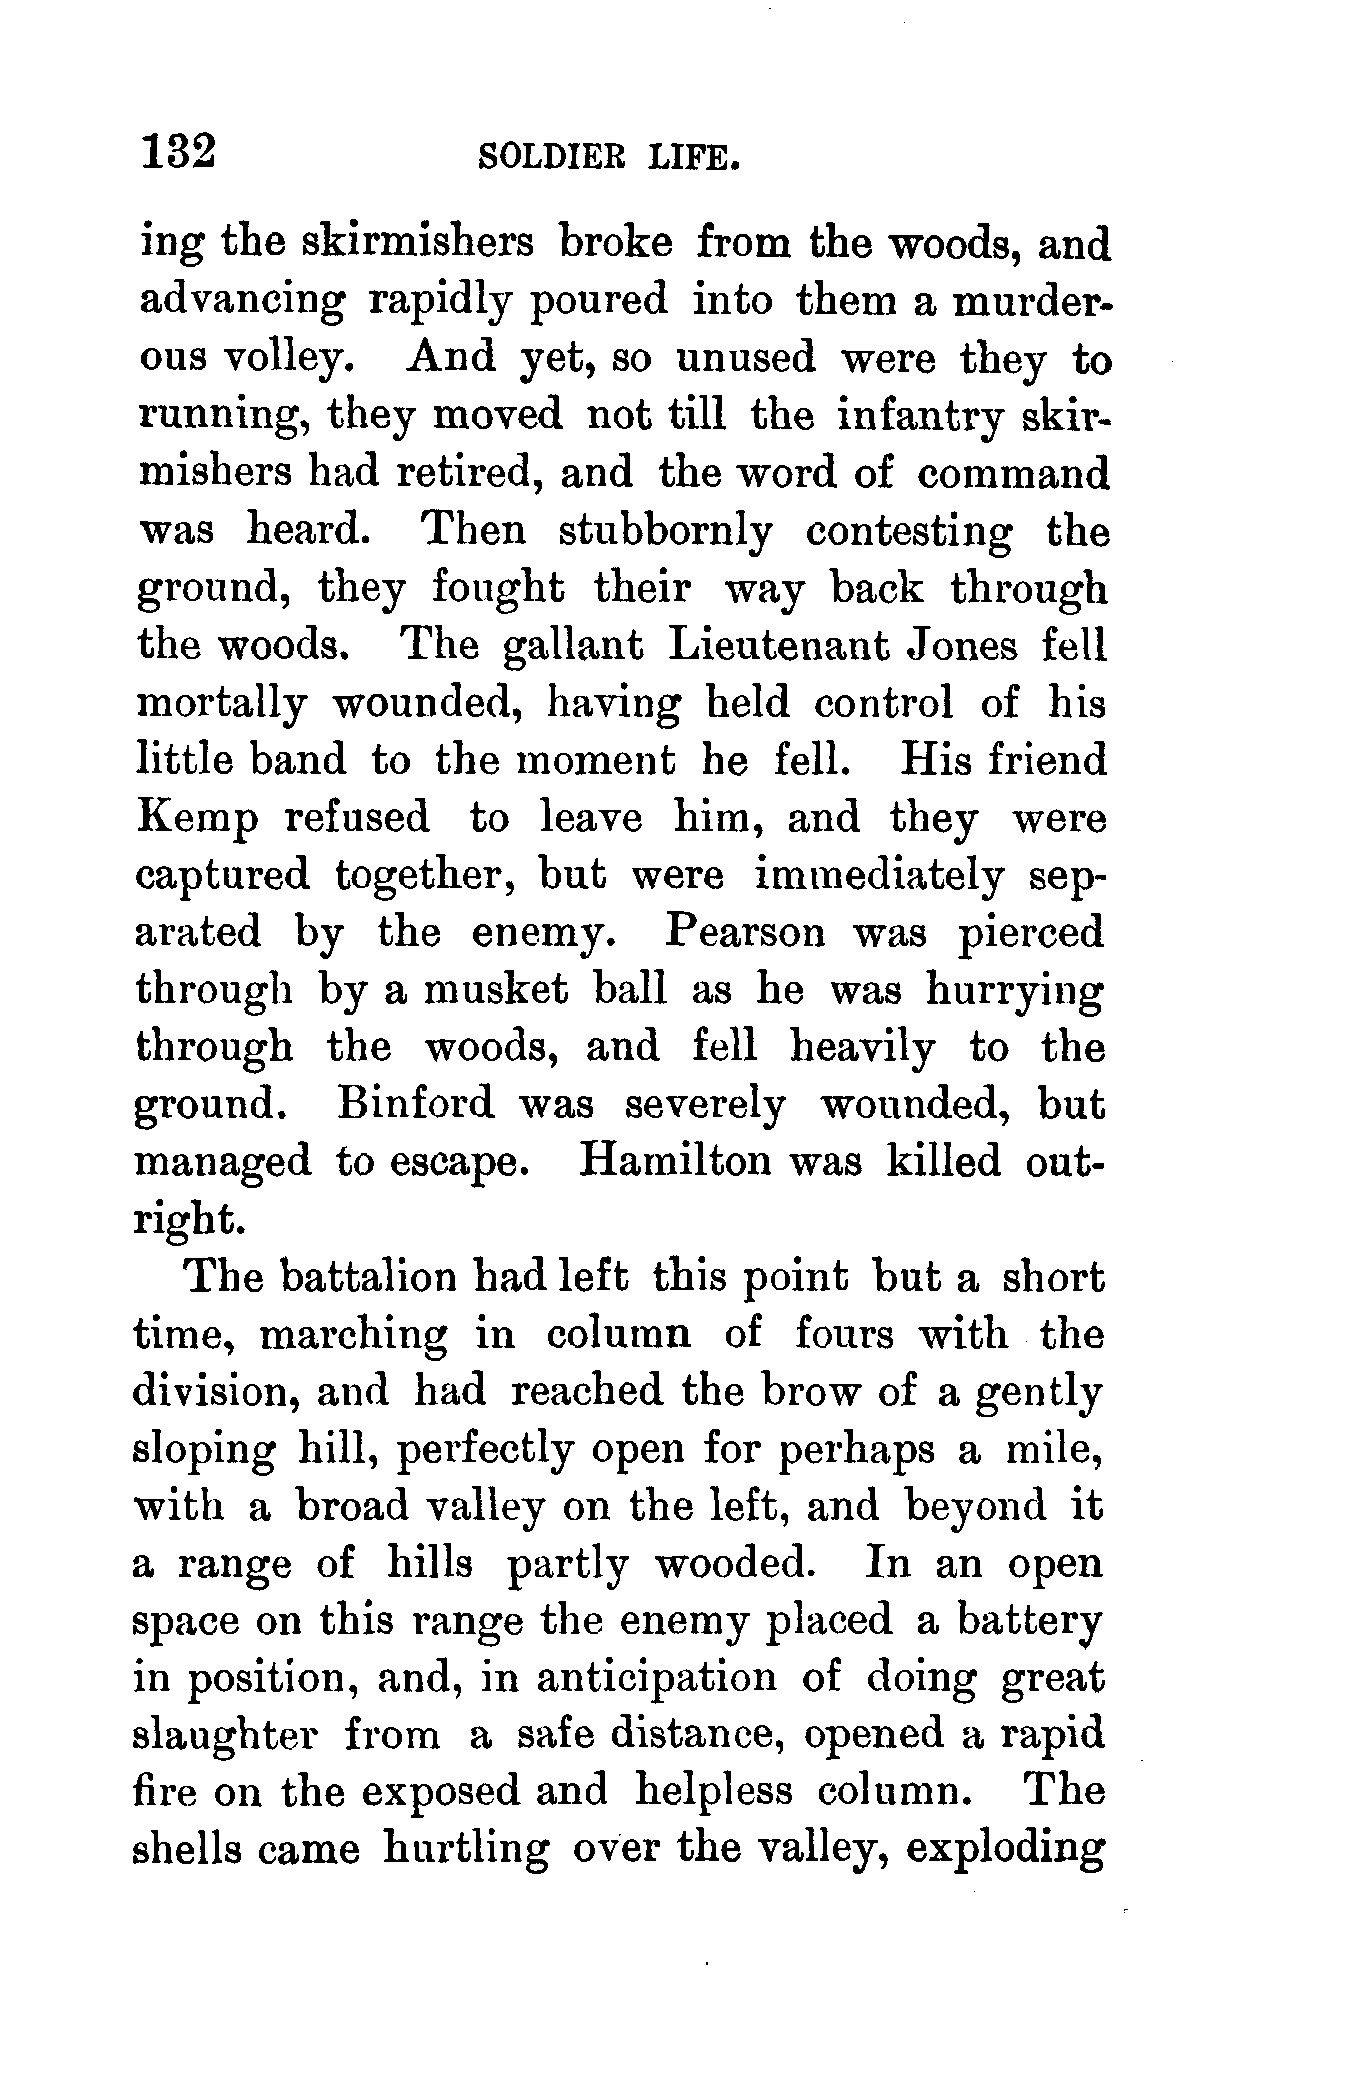 132 SOLDIER LIFE.
ing the skirmishers broke from the woods, and
advancing rapidly poured into them a murder-
ous volley. And yet, so unused were they to
running, they moved not till the infantry skir-
mishers had retired, and the word of command
was heard. Then stubbornly contesting the
ground, they fought their way back through
the woods. The gallant Lieutenant Jones fell
mortally wounded, having held control of his
little band to the moment he fell. His friend
Kemp refused to leave him, and they were
captured together, but were immediately sep-
arated by the enemy. Pearson was pierced
through by a musket ball as he was hurrying
through the woods, and fell heavily to the
ground. Binford was severely wounded, but
managed to escape. Hamilton was killed out-
right.
The battalion had left this point but a short
time, marching in column of fours with the
division, and had reached the brow of a gently
sloping hill, perfectly open for perhaps a mile,
with a broad valley on the left, and beyond it
a range of hills partly wooded. In an open
space on this range the enemy placed a battery
in position, and, in anticipation of doing great
slaughter from a safe distance, opened a rapid
fire on the exposed and helpless column. The
shells came hurtling over the valley, exploding